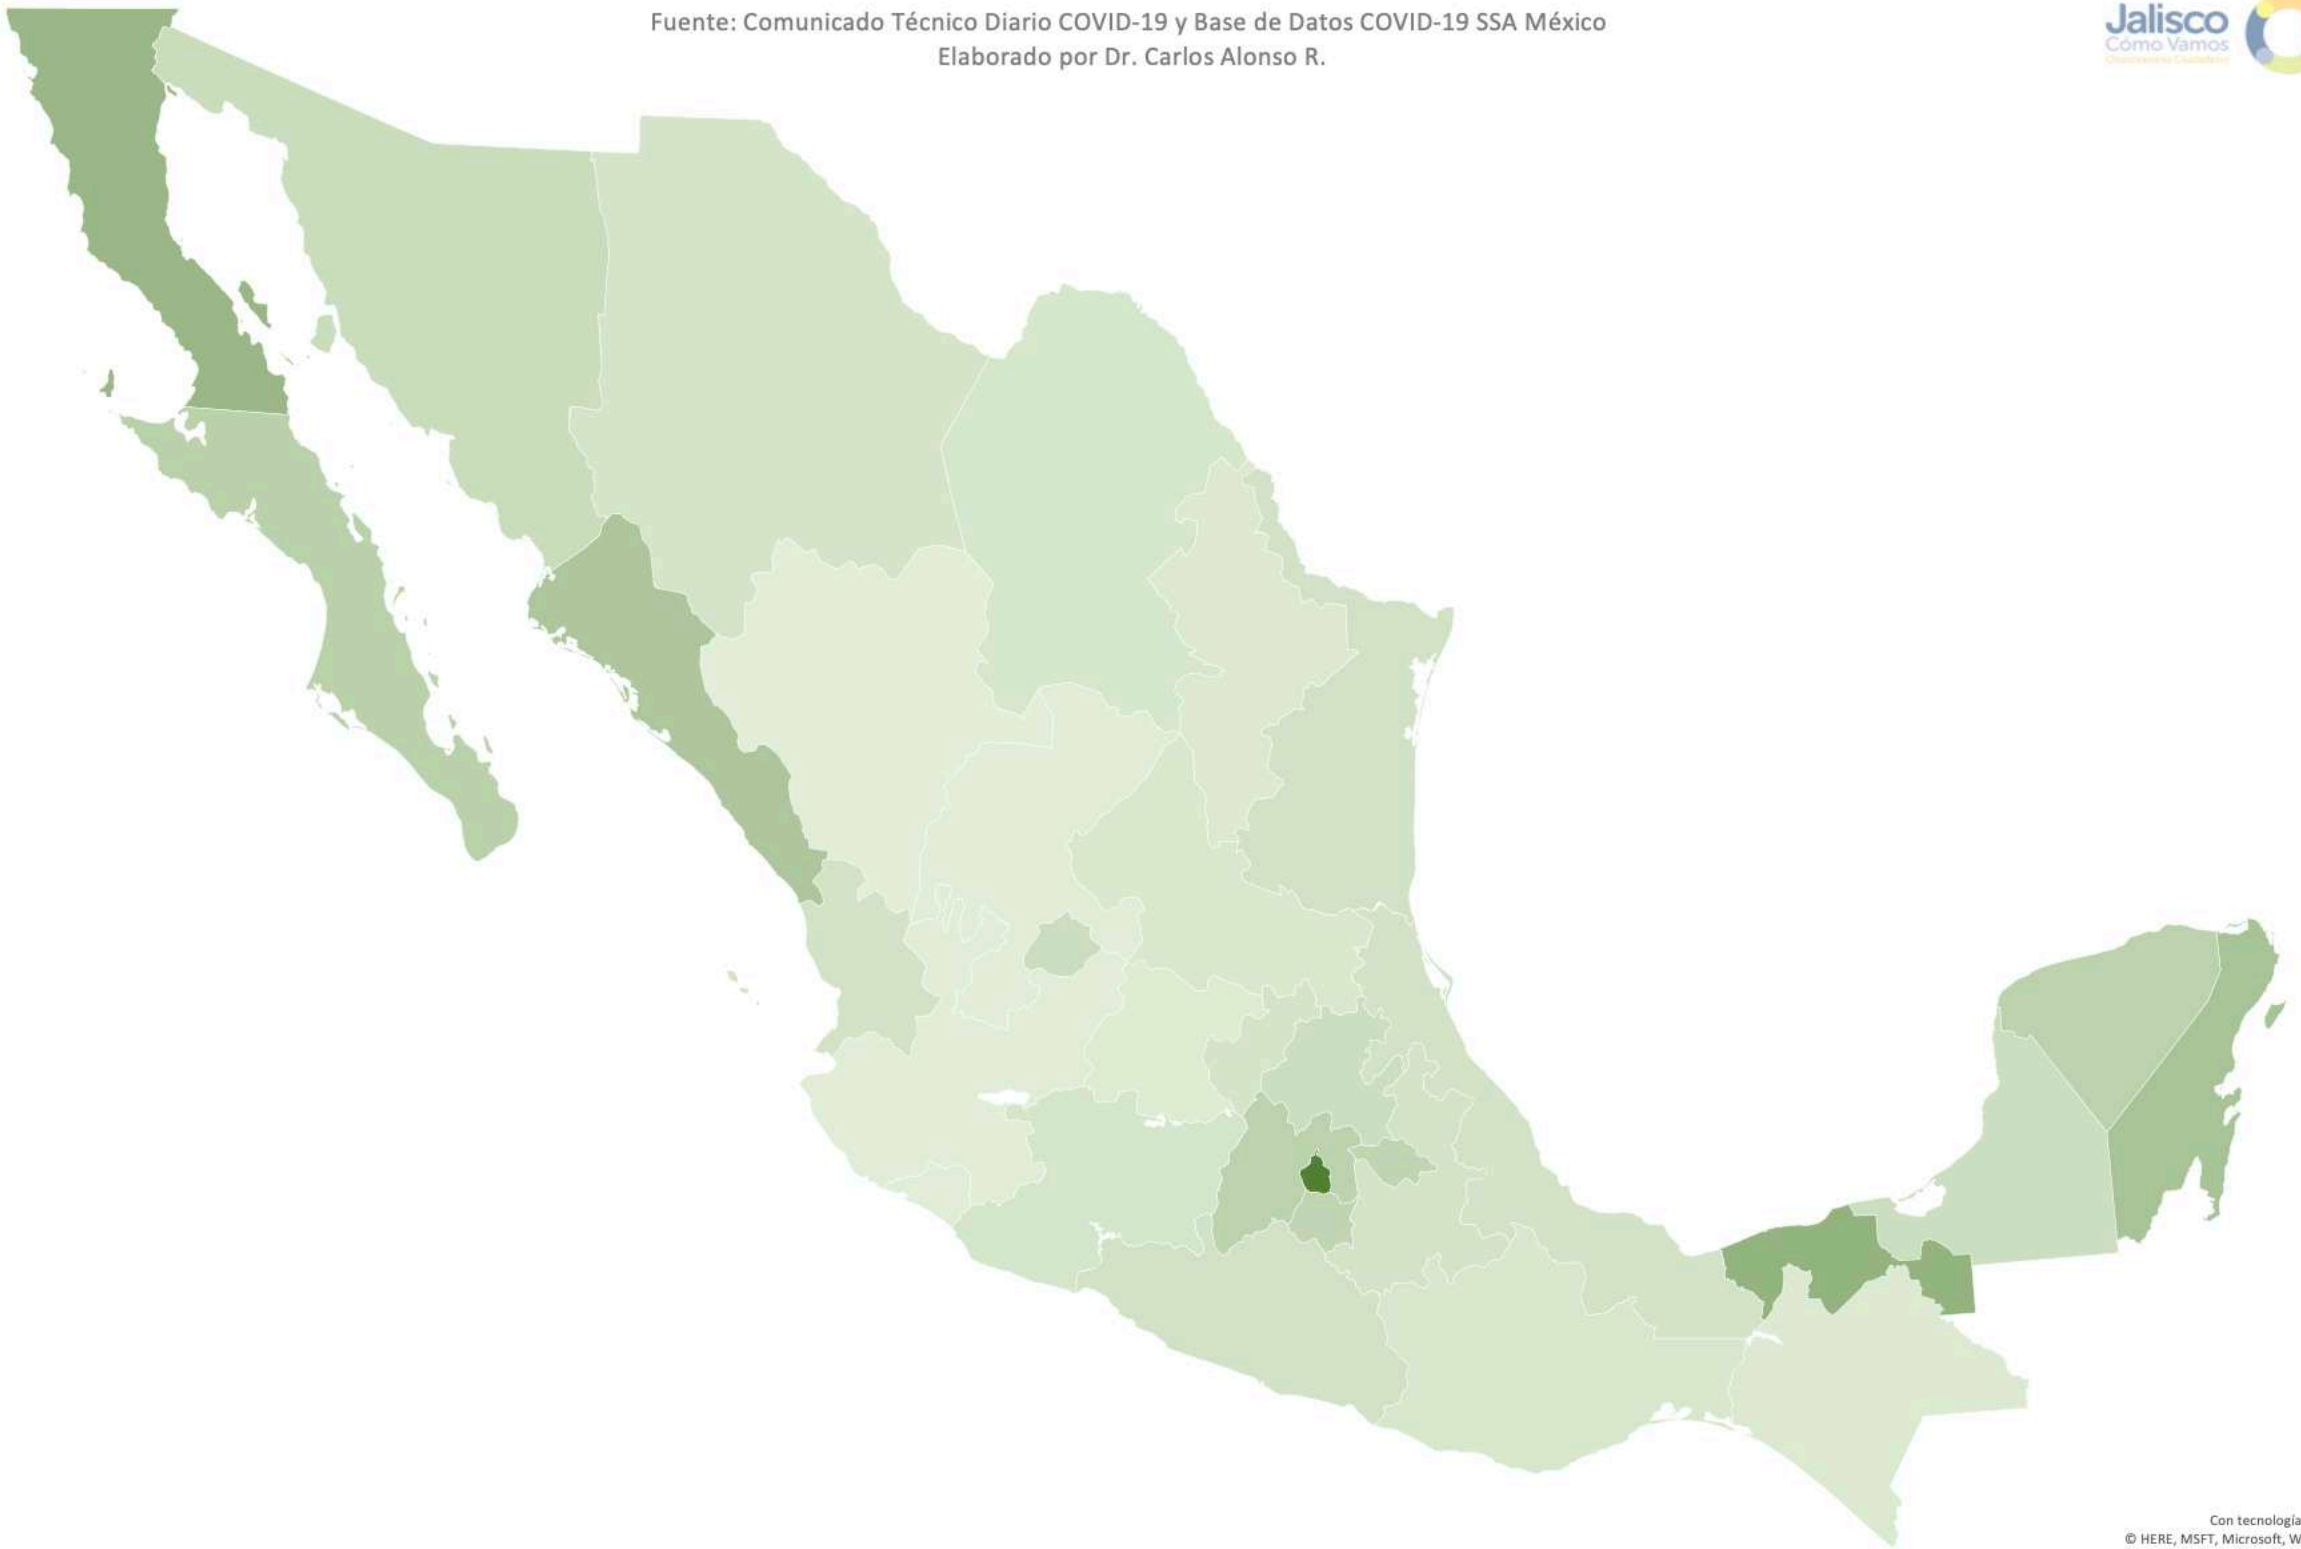 Fuente: Comunicado Técnico Diario COVID-19 y Base de Datos COVID-19 SSA México
Elaborado por Dr. Carlos Alonso R.
Jalisco
Cómo Vamos
Con tecnología
© HERE, MSFT, Microsoft, W